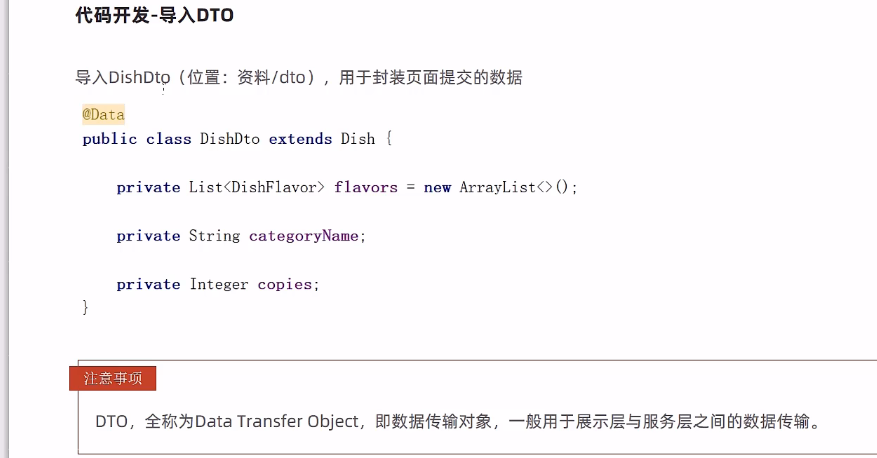 代码开发-导入DTO
导入DishDto（位置：资料/dto），用于封装页面提交的数据
@Data
public class DishDto extends Dish {
private List<DishFlavor> flavors = new ArrayList<>();
private String categoryName;
private Integer copies;
}
注意事项
DTO，全称为Data Transfer Object，即数据传输对象，一般用于展示层与服务层之间的数据传输。